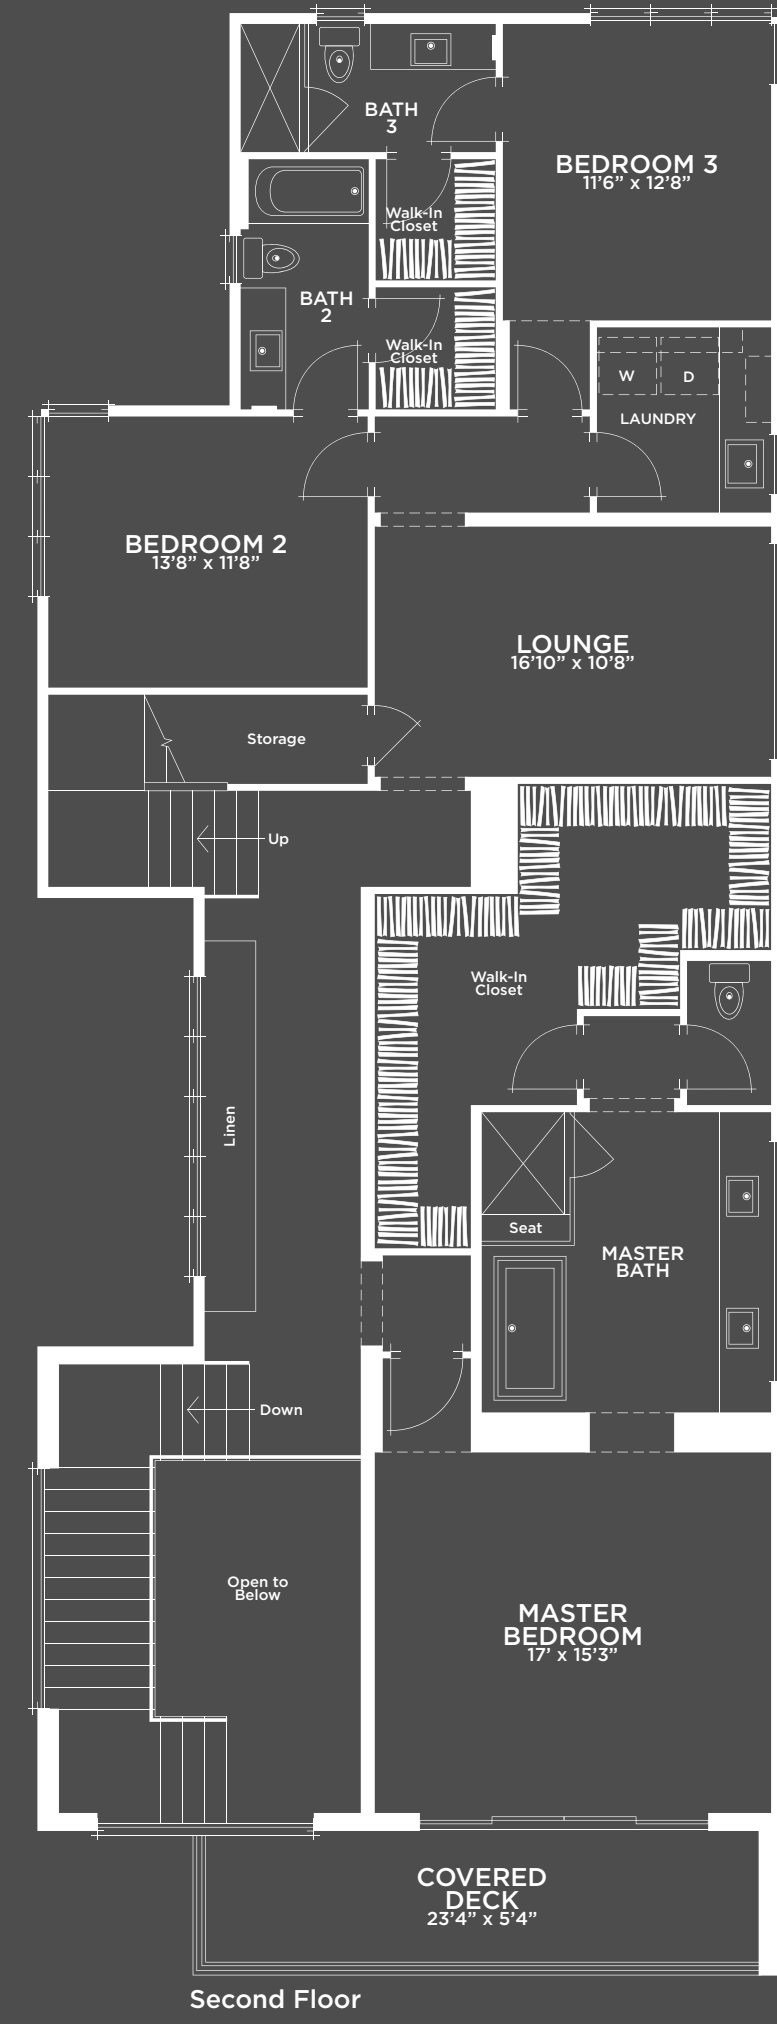 BATH
3
BEDROOM 3
11’6” x 12’8”
Walk-In
Closet
BATH
2
Walk-In
Closet
W
D
LAUNDRY
BEDROOM 2
13’8” x 11’8”
LOUNGE
16’10” x 10’8”
Storage
Up
Walk-In
Closet
Linen
Seat
MASTER
BATH
Down
Open to
Below
MASTER
BEDROOM
17’ x 15’3”
COVERED
DECK
23’4” x 5’4”
Second Floor